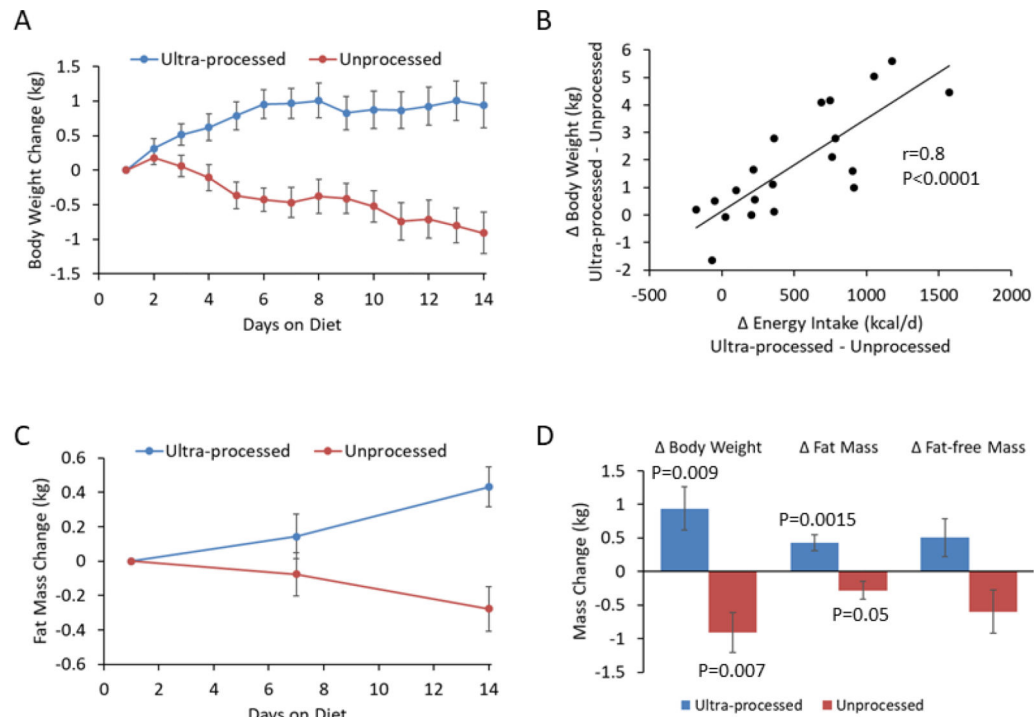 A
Ultra-processed Unprocessed
Body Weight Change (kg)
1.5
1
0.5
0
-0.5
-1
-1.5
0 2 4 6 8 10 12 14
Days on Diet
B
Δ Body Weight (kg)
Ultra-processed - Unprocessed
6
5
4
3
2
1
0
-1
-2
r=0.8
P<0.0001
-500 0 500 1000 1500 2000
Δ Energy Intake (kcal/d)
Ultra-processed - Unprocessed
C
Ultra-processed Unprocessed
Fat Mass Change (kg)
0.6
0.4
0.2
0
-0.2
-0.4
-0.6
0 2 4 6 8 10 12 14
Days on Diet
D
Δ Body Weight Δ Fat Mass Δ Fat-free Mass
Mass Change (kg)
1.5
1
0.5
0
-0.5
-1
-1.5
P=0.009
P=0.0015
P=0.05
P=0.007
Ultra-processed Unprocessed